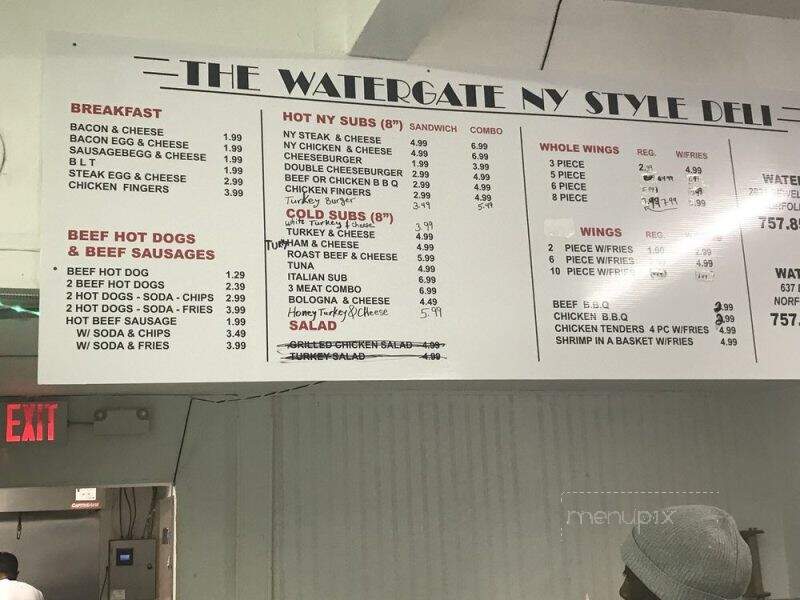 THE WATERGATE NY STYLE DELI
BREAKFAST
BACON & CHEESE 1.99
BACON EGG & CHEESE 1.99
SAUSAGEBEGG & CHEESE 1.99
B L T 1.99
STEAK EGG & CHEESE 2.99
CHICKEN FINGERS 3.99
BEEF HOT DOGS
& BEEF SAUSAGES
BEEF HOT DOG 1.29
2 BEEF HOT DOGS 2.39
2 HOT DOGS - SODA - CHIPS 2.99
2 HOT DOGS - SODA - FRIES 3.99
HOT BEEF SAUSAGE 1.99
W/ SODA & CHIPS 3.49
W/ SODA & FRIES 3.99
HOT NY SUBS (8") SANDWICH COMBO
NY STEAK & CHEESE 4.99 6.99
NY CHICKEN & CHEESE 4.99 6.99
CHEESEBURGER 1.99 3.99
DOUBLE CHEESEBURGER 2.99 4.99
BEEF OR CHICKEN B B Q 2.99 4.99
CHICKEN FINGERS 2.99 4.99
Turkey Burger 3.49 5.49
COLD SUBS (8")
White Turkey & Cheese 3.99
TURKEY & CHEESE 4.99
Turkey HAM & CHEESE 4.99
ROAST BEEF & CHEESE 5.99
TUNA 4.99
ITALIAN SUB 6.99
3 MEAT COMBO 6.99
BOLOGNA & CHEESE 4.49
Honey Turkey & Cheese 5.99
SALAD
GRILLED CHICKEN SALAD 4.99
TURKEY SALAD 4.99
WHOLE WINGS REG. W/FRIES
3 PIECE 4.99
5 PIECE
6 PIECE
8 PIECE 7.99
WINGS REG. W/FRIES
2 PIECE W/FRIES
6 PIECE W/FRIES 4.99
10 PIECE W/FRIES
BEEF B.B.Q 2.99
CHICKEN B.B.Q 2.99
CHICKEN TENDERS 4 PC W/FRIES 4.99
SHRIMP IN A BASKET W/FRIES 4.99
757.8
637
NORF
757.
EXIT
menupix